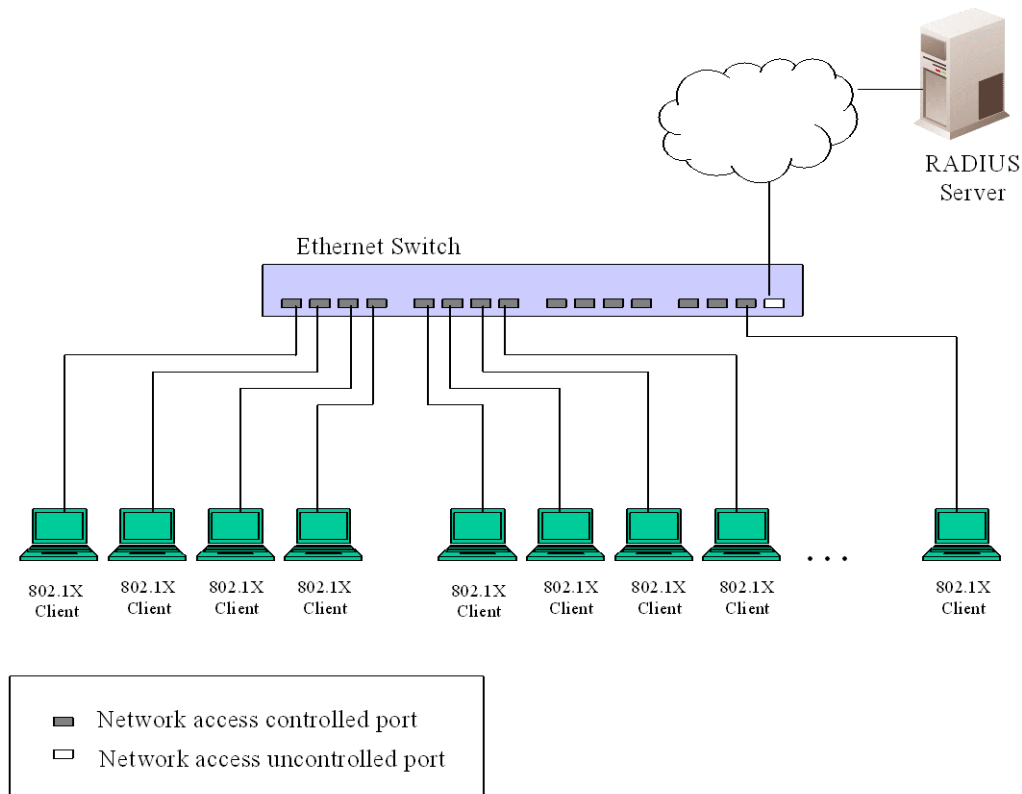 RADIUS
Server
Ethernet Switch
802.1X
Client
802.1X
Client
802.1X
Client
802.1X
Client
802.1X
Client
802.1X
Client
802.1X
Client
802.1X
Client
. . .
802.1X
Client
Network access controlled port
Network access uncontrolled port